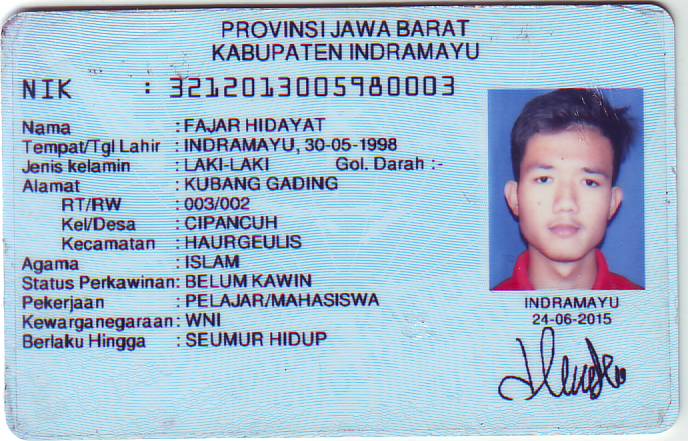 PROVINSI JAWA BARAT
KABUPATEN INDRAMAYU
NIK : 3212013005980003
Nama : FAJAR HIDAYAT
Tempat/Tgl Lahir : INDRAMAYU, 30-05-1998
Jenis kelamin : LAKI-LAKI Gol. Darah :-
Alamat : KUBANG GADING
RT/RW : 003/002
Kel/Desa : CIPANCUH
Kecamatan : HAURGEULIS
Agama : ISLAM
Status Perkawinan: BELUM KAWIN
Pekerjaan : PELAJAR/MAHASISWA
Kewarganegaraan: WNI
Berlaku Hingga : SEUMUR HIDUP
INDRAMAYU
24-06-2015